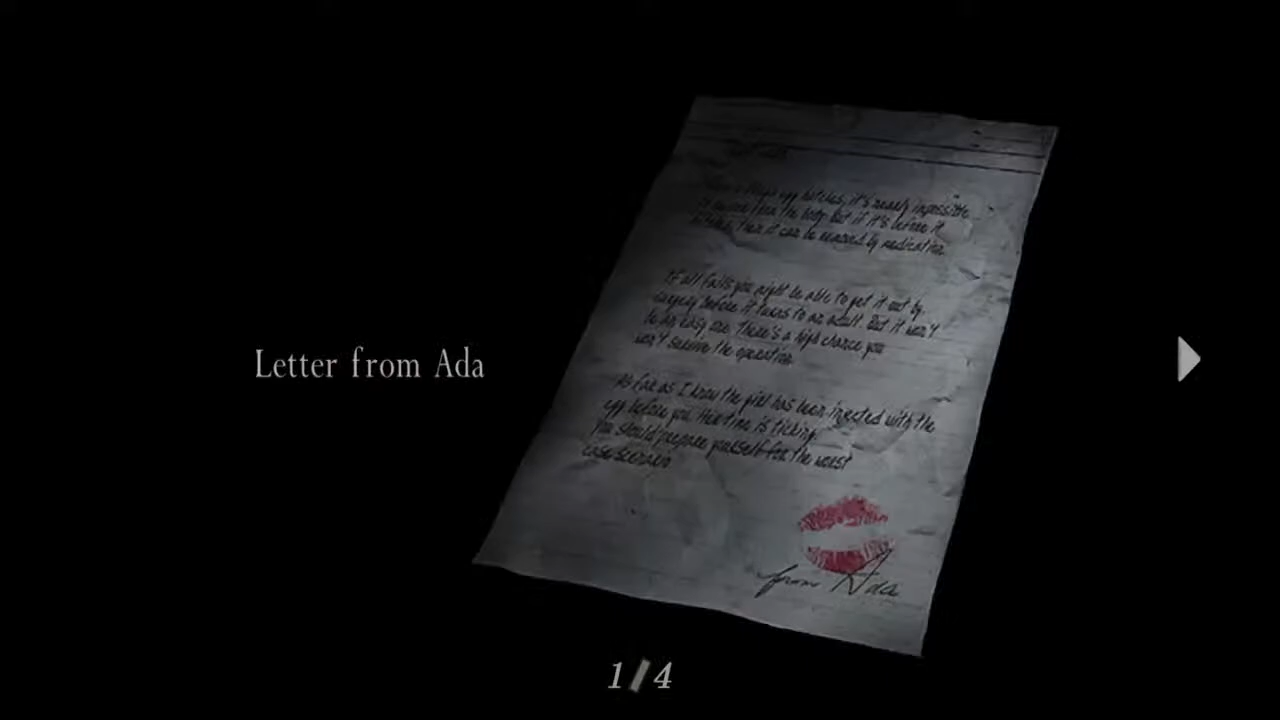 Letter from Ada
egg hatches, it's nearly impossible
to remove from the body. But if it's before it
hatches, then it can be removed by medication.
If all fails you might be able to get it out by
surgery before it turns to an adult. But it won't
be an easy one. There's a high chance you
won't survive the operation.
As far as I know the girl has been injected with the
egg before you. Her time is ticking.
You should prepare yourself for the worst
case scenario
from Ada
1/4